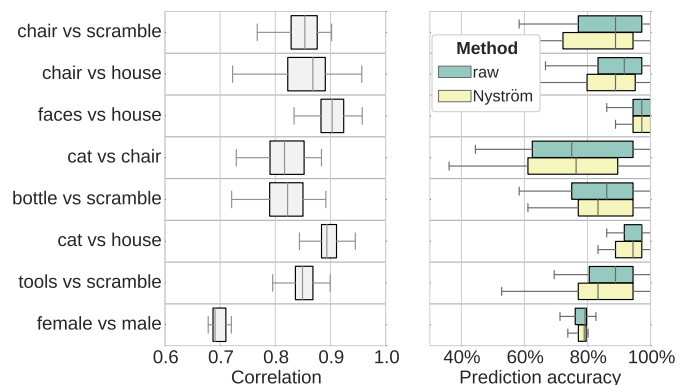 chair vs scramble
chair vs house
faces vs house
cat vs chair
bottle vs scramble
cat vs house
tools vs scramble
female vs male
0.6 0.7 0.8 0.9 1.0
Correlation
Method
raw
Nyström
40% 60% 80% 100%
Prediction accuracy